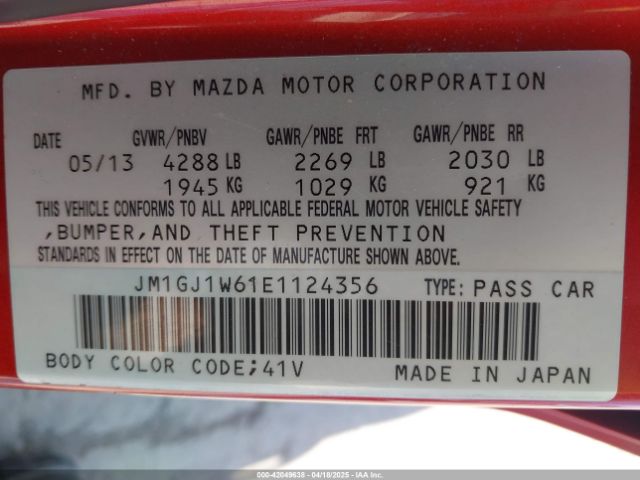 MFD. BY MAZDA MOTOR CORPORATION
DATE GVWR/PNBV GAWR/PNBE FRT GAWR/PNBE RR
05/13 4288 LB 2269 LB 2030 LB
1945 KG 1029 KG 921 KG
THIS VEHICLE CONFORMS TO ALL APPLICABLE FEDERAL MOTOR VEHICLE SAFETY
,BUMPER,AND THEFT PREVENTION
STANDARDS IN EFFECT ON THE DATE OF MANUFACTURE SHOWN ABOVE.
JM1GJ1W61E1124356 TYPE: PASS CAR
BODY COLOR CODE;41V MADE IN JAPAN
000-42049638 - 04/18/2025 - IAA Inc.